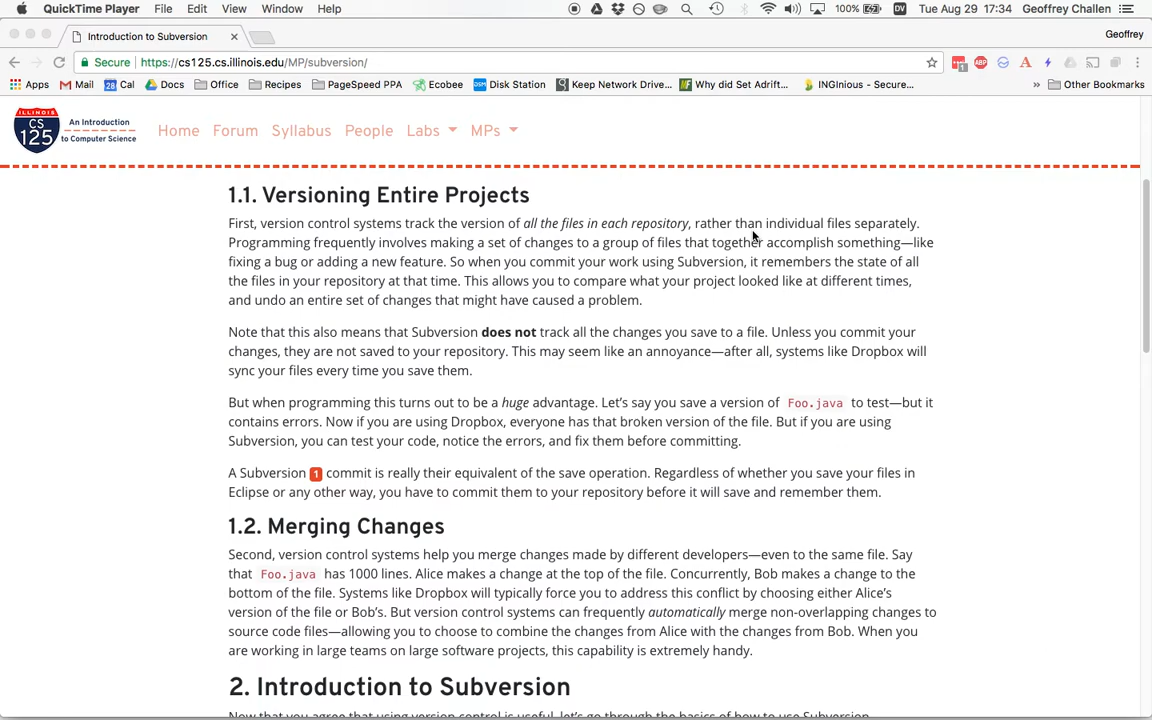 QuickTime Player File Edit View Window Help 100% DV Tue Aug 29 17:34 Geoffrey Challen
Introduction to Subversion Geoffrey
Secure https://cs125.cs.illinois.edu/MP/subversion/
Apps Mail Cal Docs Office Recipes PageSpeed PPA Ecobee Disk Station Keep Network Drive... Why did Set Adrift... INGInious - Secure... » Other Bookmarks
ILLINOIS
CS
125
An Introduction
to Computer Science
Home Forum Syllabus People Labs MPs
1.1. Versioning Entire Projects
First, version control systems track the version of all the files in each repository, rather than individual files separately.
Programming frequently involves making a set of changes to a group of files that together accomplish something—like
fixing a bug or adding a new feature. So when you commit your work using Subversion, it remembers the state of all
the files in your repository at that time. This allows you to compare what your project looked like at different times,
and undo an entire set of changes that might have caused a problem.
Note that this also means that Subversion does not track all the changes you save to a file. Unless you commit your
changes, they are not saved to your repository. This may seem like an annoyance—after all, systems like Dropbox will
sync your files every time you save them.
But when programming this turns out to be a huge advantage. Let's say you save a version of Foo.java to test—but it
contains errors. Now if you are using Dropbox, everyone has that broken version of the file. But if you are using
Subversion, you can test your code, notice the errors, and fix them before committing.
A Subversion 1 commit is really their equivalent of the save operation. Regardless of whether you save your files in
Eclipse or any other way, you have to commit them to your repository before it will save and remember them.
1.2. Merging Changes
Second, version control systems help you merge changes made by different developers—even to the same file. Say
that Foo.java has 1000 lines. Alice makes a change at the top of the file. Concurrently, Bob makes a change to the
bottom of the file. Systems like Dropbox will typically force you to address this conflict by choosing either Alice's
version of the file or Bob's. But version control systems can frequently automatically merge non-overlapping changes to
source code files—allowing you to choose to combine the changes from Alice with the changes from Bob. When you
are working in large teams on large software projects, this capability is extremely handy.
2. Introduction to Subversion
Now that you agree that using version control is useful, let's go through the basics of how to use Subversion.